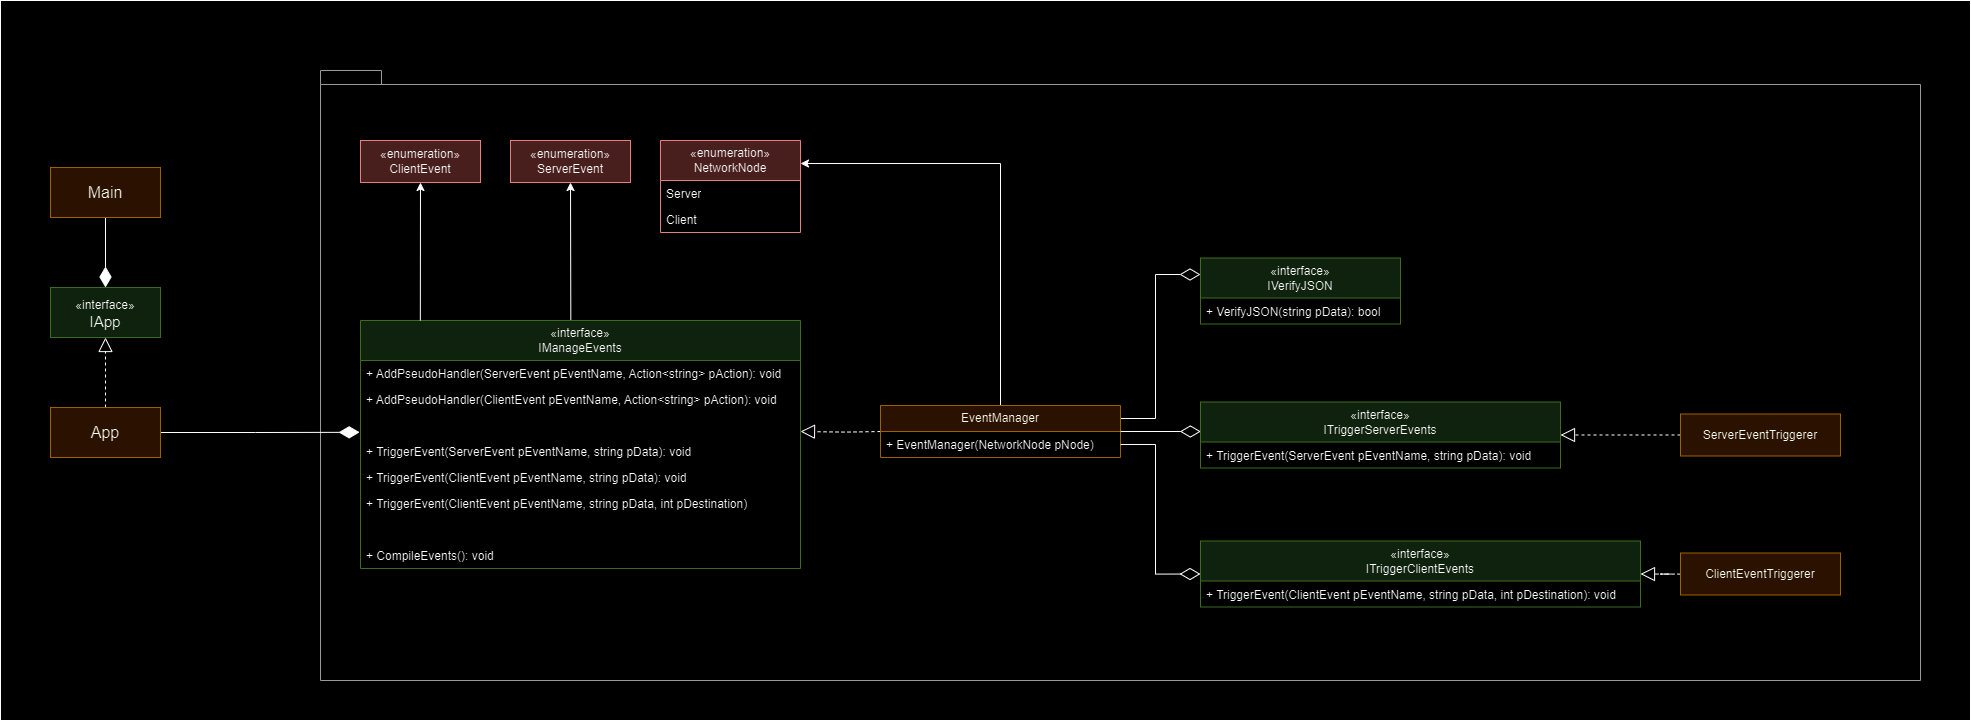 Main
«interface»
IApp
App
«enumeration»
ClientEvent
«enumeration»
ServerEvent
«enumeration»
NetworkNode
Server
Client
«interface»
IManageEvents
+ AddPseudoHandler(ServerEvent pEventName, Action<string> pAction): void
+ AddPseudoHandler(ClientEvent pEventName, Action<string> pAction): void
+ TriggerEvent(ServerEvent pEventName, string pData): void
+ TriggerEvent(ClientEvent pEventName, string pData): void
+ TriggerEvent(ClientEvent pEventName, string pData, int pDestination)
+ CompileEvents(): void
EventManager
+ EventManager(NetworkNode pNode)
«interface»
IVerifyJSON
+ VerifyJSON(string pData): bool
«interface»
ITriggerServerEvents
+ TriggerEvent(ServerEvent pEventName, string pData): void
ServerEventTriggerer
«interface»
ITriggerClientEvents
+ TriggerEvent(ClientEvent pEventName, string pData, int pDestination): void
ClientEventTriggerer